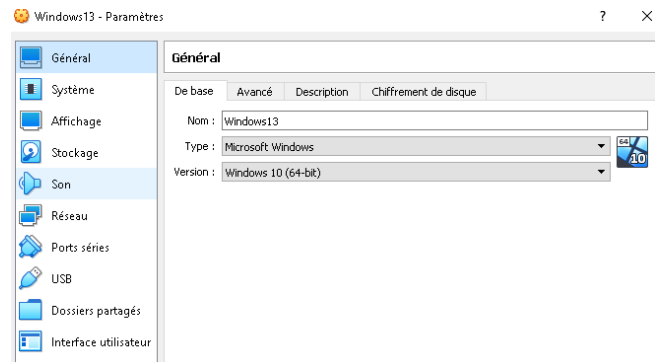 Windows13 - Paramètres
?
Général
Système
Affichage
Stockage
Son
Réseau
Ports séries
USB
Dossiers partagés
Interface utilisateur
Général
De base Avancé Description Chiffrement de disque
Nom : Windows13
Type : Microsoft Windows
Version : Windows 10 (64-bit)
64
10